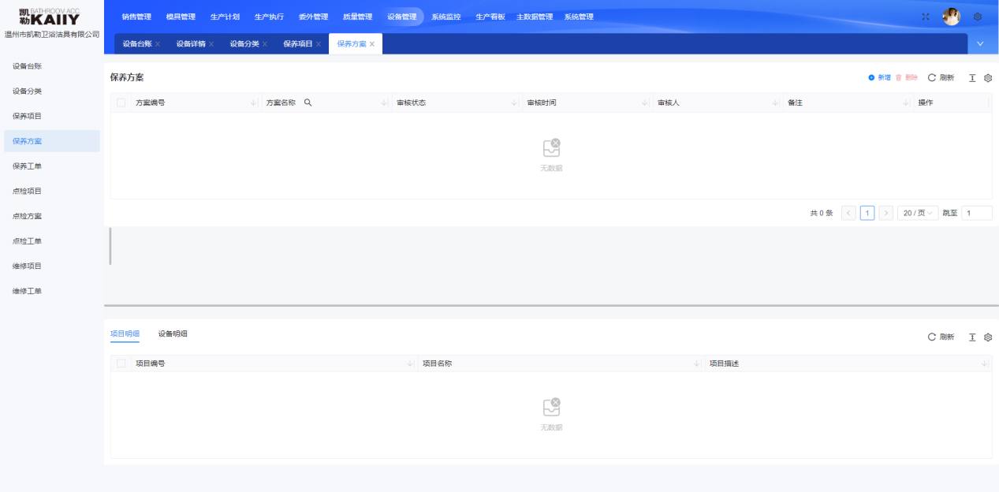 凯勒 BATHROOV ACC.
KAIIY
温州市凯勒卫浴洁具有限公司
销售管理 模具管理 生产计划 生产执行 委外管理 质量管理 设备管理 系统监控 生产看板 主数据管理 系统管理
设备台账 设备详情 设备分类 保养项目 保养方案
设备台账
设备分类
保养项目
保养方案
保养工单
点检项目
点检方案
点检工单
维修项目
维修工单
保养方案
新增 删除 刷新
方案编号 方案名称 审核状态 审核时间 审核人 备注 操作
无数据
共 0 条 1 20 / 页 跳至 1
项目明细 设备明细
刷新
项目编号 项目名称 项目描述
无数据